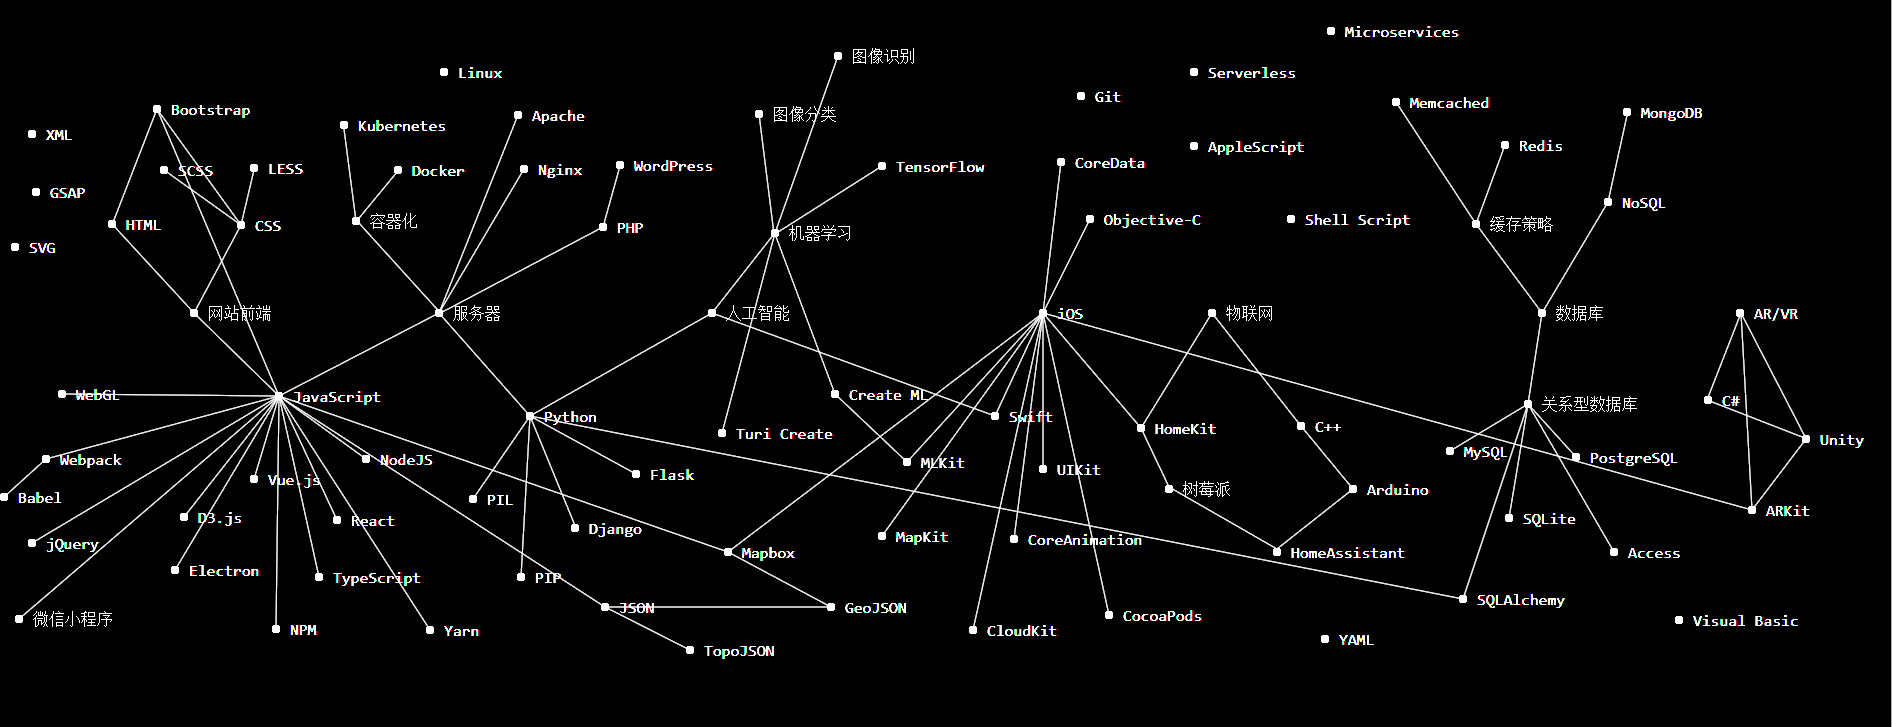 Microservices
图像识别
Linux
Serverless
Git
Memcached
Bootstrap
图像分类
MongoDB
Apache
Kubernetes
XML
Redis
AppleScript
CoreData
WordPress
TensorFlow
LESS
Nginx
SCSS
Docker
GSAP
NoSQL
Objective-C
Shell Script
容器化
缓存策略
HTML
CSS
PHP
机器学习
SVG
网站前端
服务器
人工智能
iOS
物联网
数据库
AR/VR
WebGL
JavaScript
Create ML
C#
关系型数据库
Python
Swift
C++
HomeKit
Turi Create
Unity
MySQL
PostgreSQL
Webpack
NodeJS
MLKit
UIKit
Flask
Vue.js
树莓派
Arduino
Babel
PIL
ARKit
D3.js
React
SQLite
Django
MapKit
CoreAnimation
jQuery
Mapbox
HomeAssistant
Access
Electron
TypeScript
PIP
SQLAlchemy
JSON
GeoJSON
CocoaPods
微信小程序
Visual Basic
NPM
Yarn
CloudKit
YAML
TopoJSON